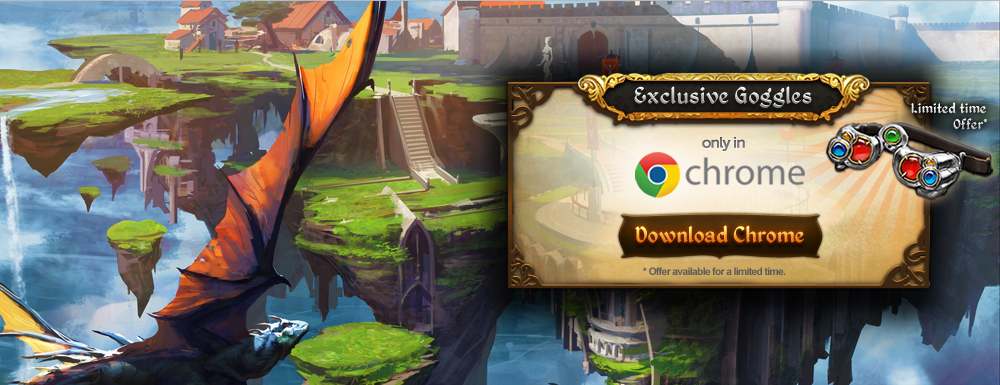 Exclusive Goggles
Limited time
Offer*
only in
chrome
Download Chrome
* Offer available for a limited time.